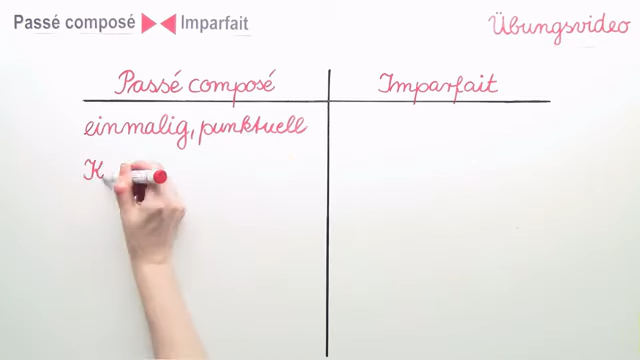 Passé composé Imparfait
Übungsvideo
Passé composé Imparfait
einmalig, punktuell
K